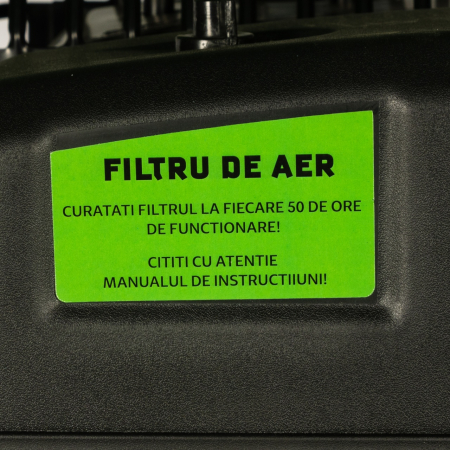 FILTRU DE AER
CURATATI FILTRUL LA FIECARE 50 DE ORE
DE FUNCTIONARE!
CITITI CU ATENTIE
MANUALUL DE INSTRUCTIIUNI!